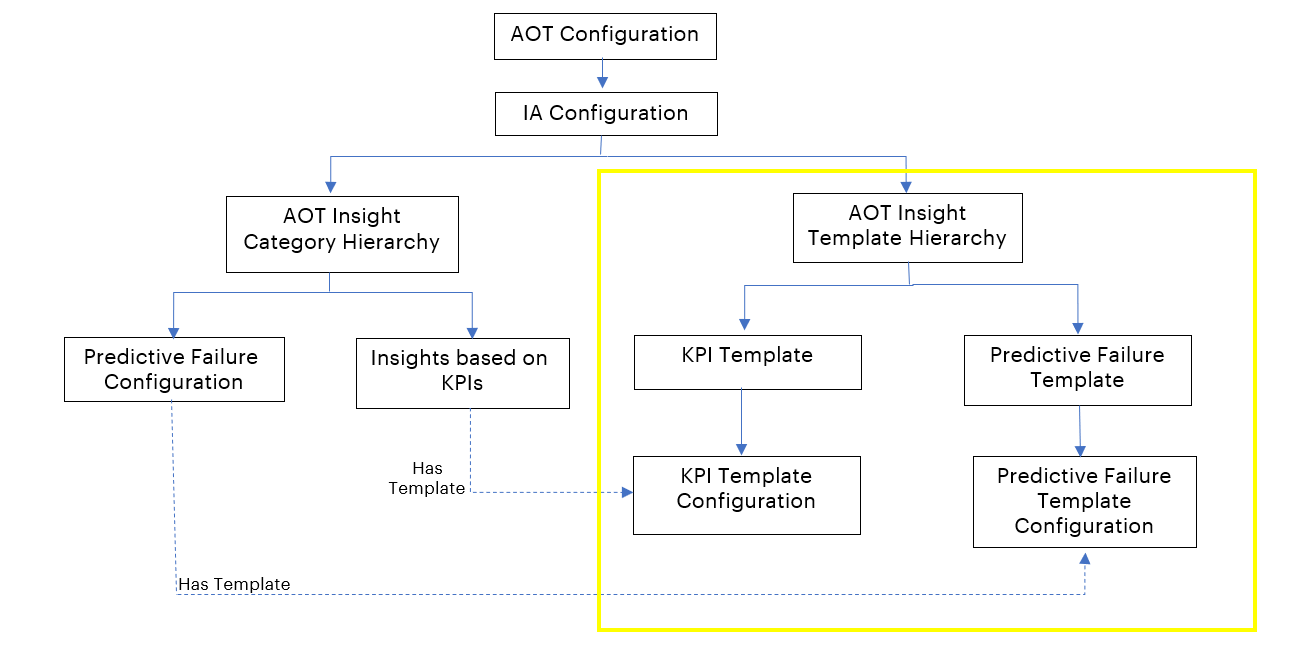 AOT Configuration
IA Configuration
AOT Insight
Category Hierarchy
AOT Insight
Template Hierarchy
Predictive Failure
Configuration
Insights based on
KPIs
KPI Template
Predictive Failure
Template
Has
Template
KPI Template
Configuration
Predictive Failure
Template
Configuration
Has Template